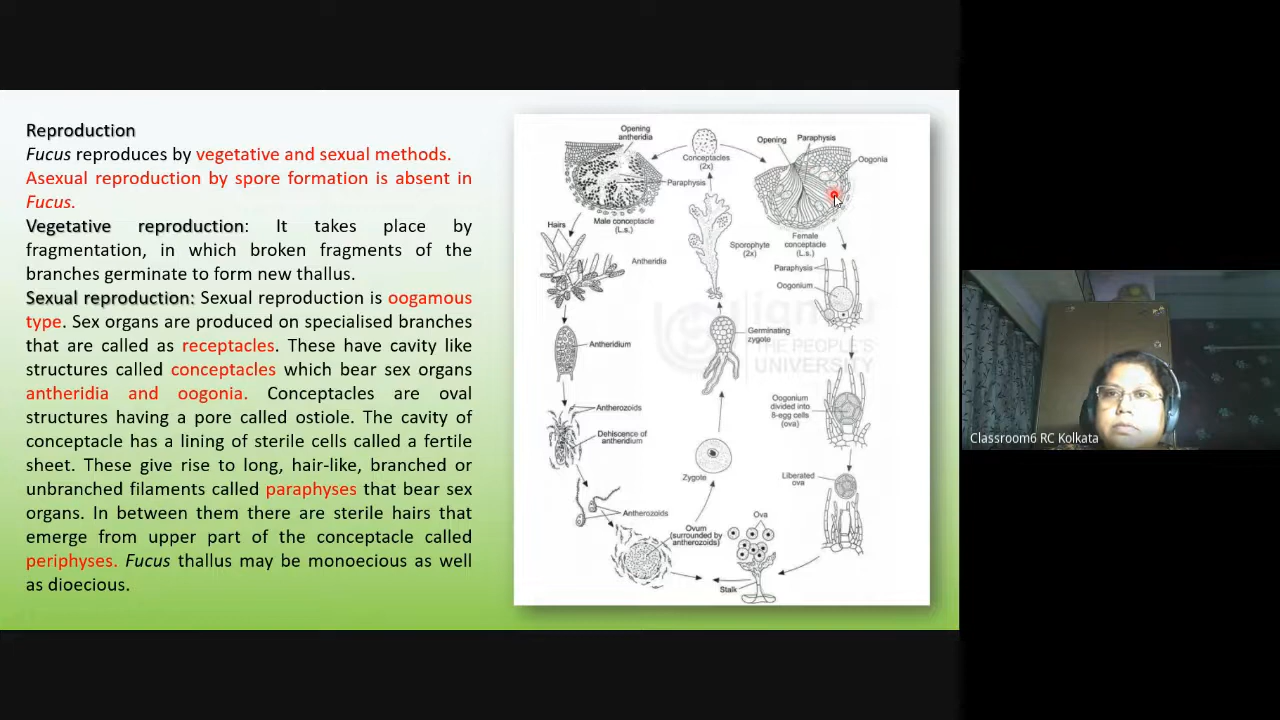 Reproduction
Fucus reproduces by vegetative and sexual methods.
Asexual reproduction by spore formation is absent in
Fucus.
Vegetative reproduction: It takes place by
fragmentation, in which broken fragments of the
branches germinate to form new thallus.
Sexual reproduction: Sexual reproduction is oogamous
type. Sex organs are produced on specialised branches
that are called as receptacles. These have cavity like
structures called conceptacles which bear sex organs
antheridia and oogonia. Conceptacles are oval
structures having a pore called ostiole. The cavity of
conceptacle has a lining of sterile cells called a fertile
sheet. These give rise to long, hair-like, branched or
unbranched filaments called paraphyses that bear sex
organs. In between them there are sterile hairs that
emerge from upper part of the conceptacle called
periphyses. Fucus thallus may be monoecious as well
as dioecious.
Opening
antheridia
Conceptacles
(2x)
Opening
Paraphysis
Oogonia
Paraphysis
Male conceptacle
(L.s.)
Hairs
Antheridia
Sporophyte
(2x)
Female
conceptacle
(L.s.)
Paraphysis
Oogonium
Antheridium
Germinating
zygote
THE PEOPLE'S
UNIVERSITY
Antherozoids
Dehiscence of
antheridium
Oogonium
divided into
8-egg cells
(ova)
Zygote
Liberated
ova
Antherozoids
Ovum
(surrounded by
antherozoids)
Ova
Stalk
Classroom6 RC Kolkata